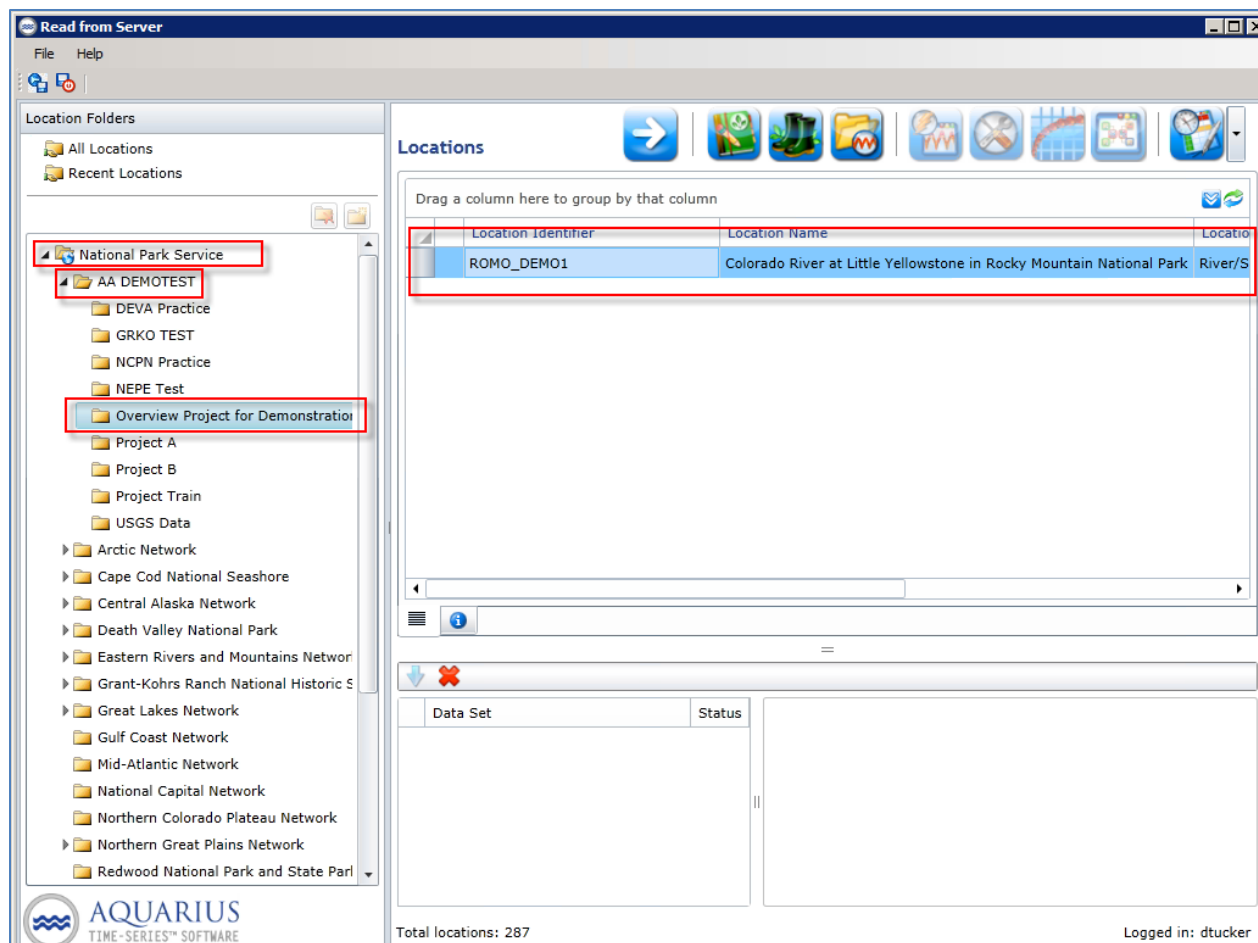 Read from Server
File Help
Location Folders
All Locations
Recent Locations
National Park Service
AA DEMOTEST
DEVA Practice
GRKO TEST
NCPN Practice
NEPE Test
Overview Project for Demonstration
Project A
Project B
Project Train
USGS Data
Arctic Network
Cape Cod National Seashore
Central Alaska Network
Death Valley National Park
Eastern Rivers and Mountains Networ
Grant-Kohrs Ranch National Historic S
Great Lakes Network
Gulf Coast Network
Mid-Atlantic Network
National Capital Network
Northern Colorado Plateau Network
Northern Great Plains Network
Redwood National Park and State Parl
AQUARIUS
TIME-SERIES™ SOFTWARE
Locations
Drag a column here to group by that column
Location Identifier Location Name Locatio
ROMO_DEMO1 Colorado River at Little Yellowstone in Rocky Mountain National Park River/S
Data Set Status
Total locations: 287 Logged in: dtucker